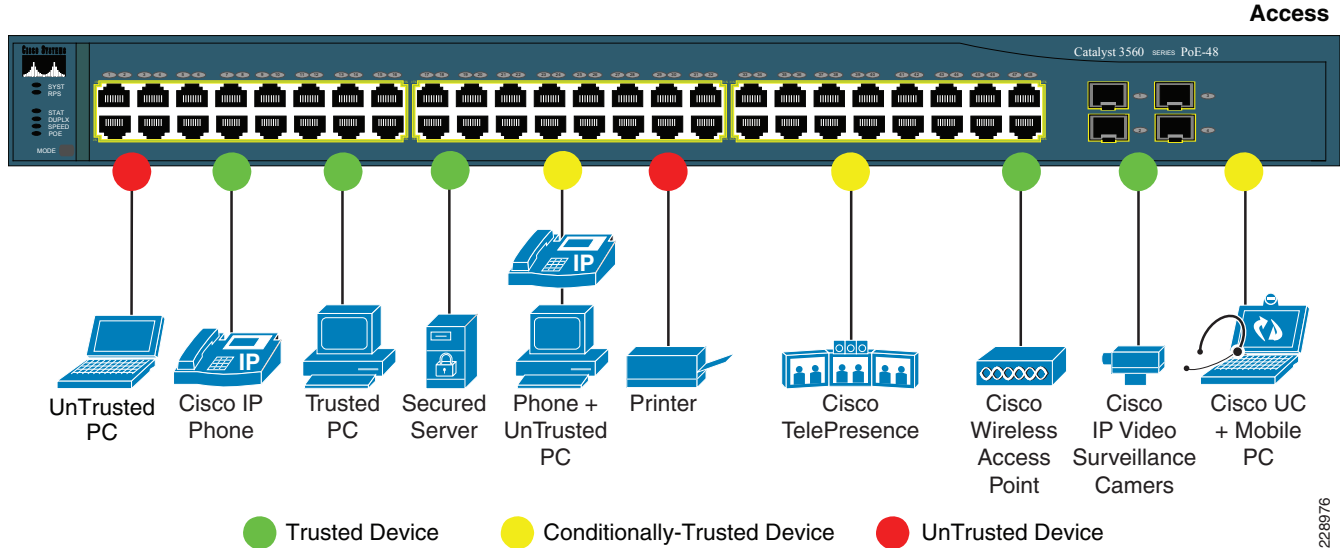 Access
Cisco Systems
Catalyst 3560 SERIES PoE-48
SYST
RPS
STAT
DUPLX
SPEED
POE
MODE
IP
IP
UnTrusted
PC
Cisco IP
Phone
Trusted
PC
Secured
Server
Phone +
UnTrusted
PC
Printer
Cisco
TelePresence
Cisco
Wireless
Access
Point
Cisco
IP Video
Surveillance
Camers
Cisco UC
+ Mobile
PC
Trusted Device
Conditionally-Trusted Device
UnTrusted Device
228976